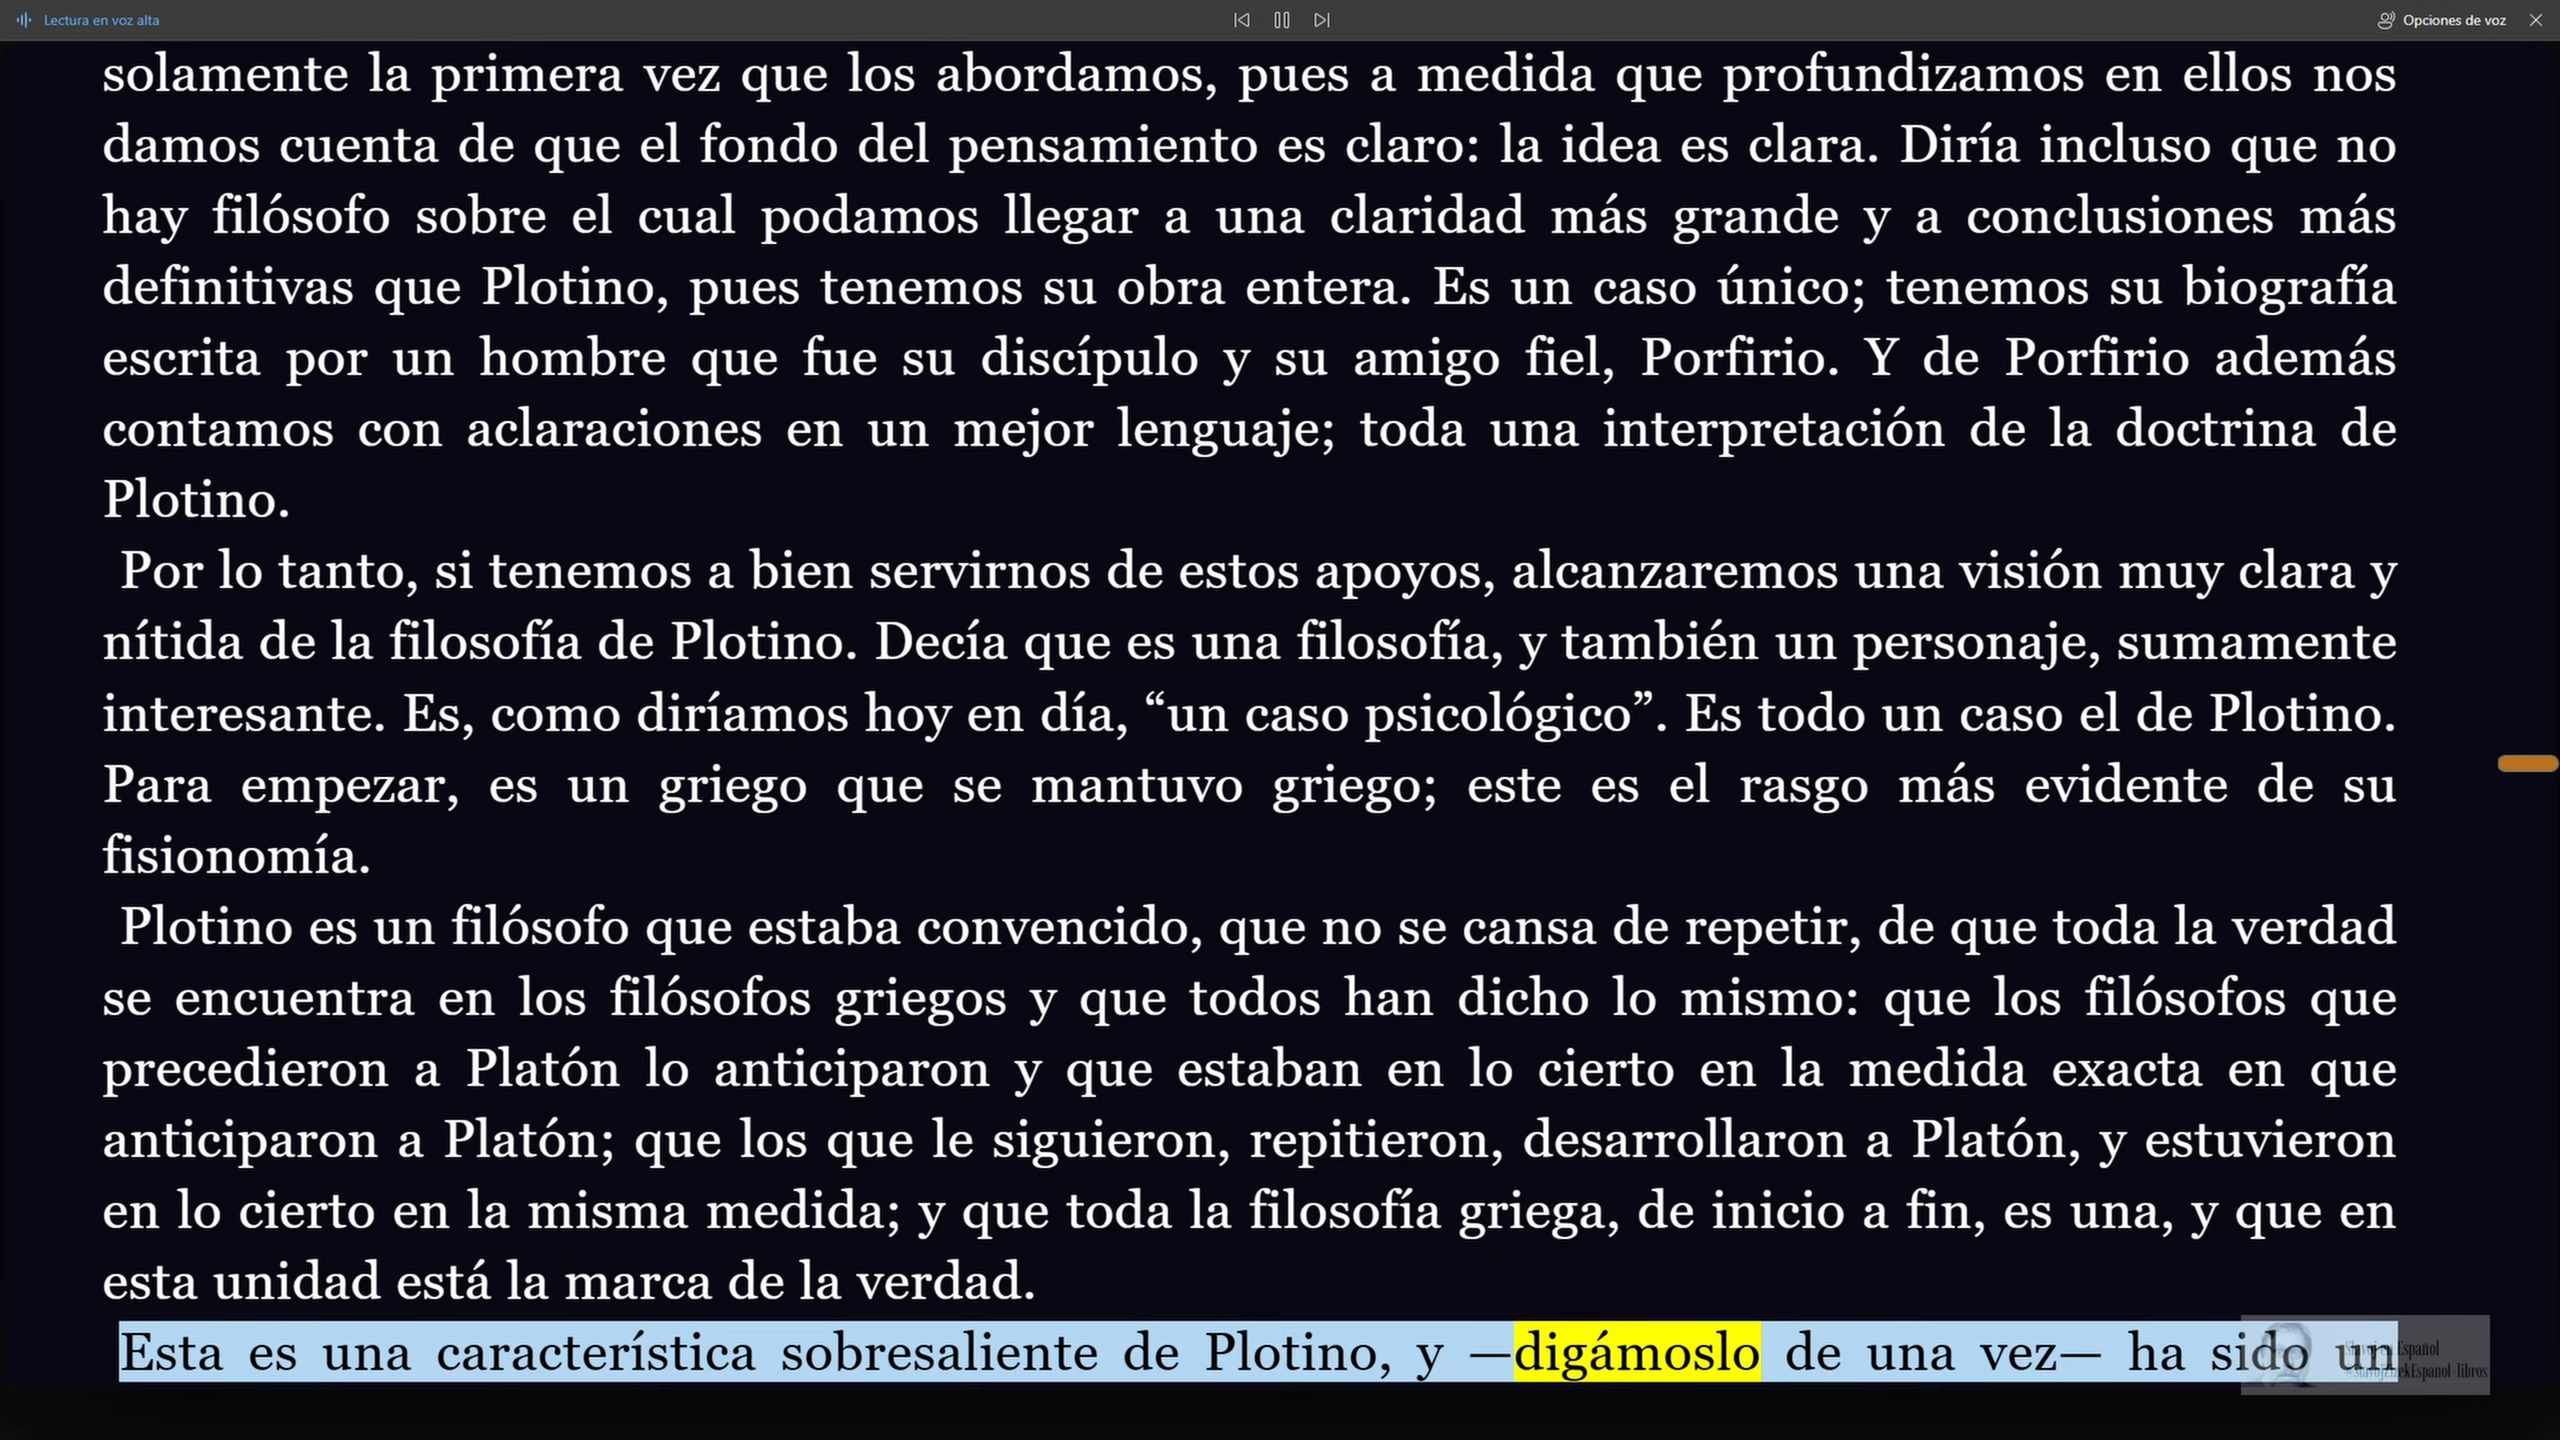 Lectura en voz alta
Opciones de voz
solamente la primera vez que los abordamos, pues a medida que profundizamos en ellos nos
damos cuenta de que el fondo del pensamiento es claro: la idea es clara. Diría incluso que no
hay filósofo sobre el cual podamos llegar a una claridad más grande y a conclusiones más
definitivas que Plotino, pues tenemos su obra entera. Es un caso único; tenemos su biografía
escrita por un hombre que fue su discípulo y su amigo fiel, Porfirio. Y de Porfirio además
contamos con aclaraciones en un mejor lenguaje; toda una interpretación de la doctrina de
Plotino.
Por lo tanto, si tenemos a bien servirnos de estos apoyos, alcanzaremos una visión muy clara y
nítida de la filosofía de Plotino. Decía que es una filosofía, y también un personaje, sumamente
interesante. Es, como diríamos hoy en día, “un caso psicológico”. Es todo un caso el de Plotino.
Para empezar, es un griego que se mantuvo griego; este es el rasgo más evidente de su
fisionomía.
Plotino es un filósofo que estaba convencido, que no se cansa de repetir, de que toda la verdad
se encuentra en los filósofos griegos y que todos han dicho lo mismo: que los filósofos que
precedieron a Platón lo anticiparon y que estaban en lo cierto en la medida exacta en que
anticiparon a Platón; que los que le siguieron, repitieron, desarrollaron a Platón, y estuvieron
en lo cierto en la misma medida; y que toda la filosofía griega, de inicio a fin, es una, y que en
esta unidad está la marca de la verdad.
Esta es una característica sobresaliente de Plotino, y —digámoslo de una vez— ha sido un
Español